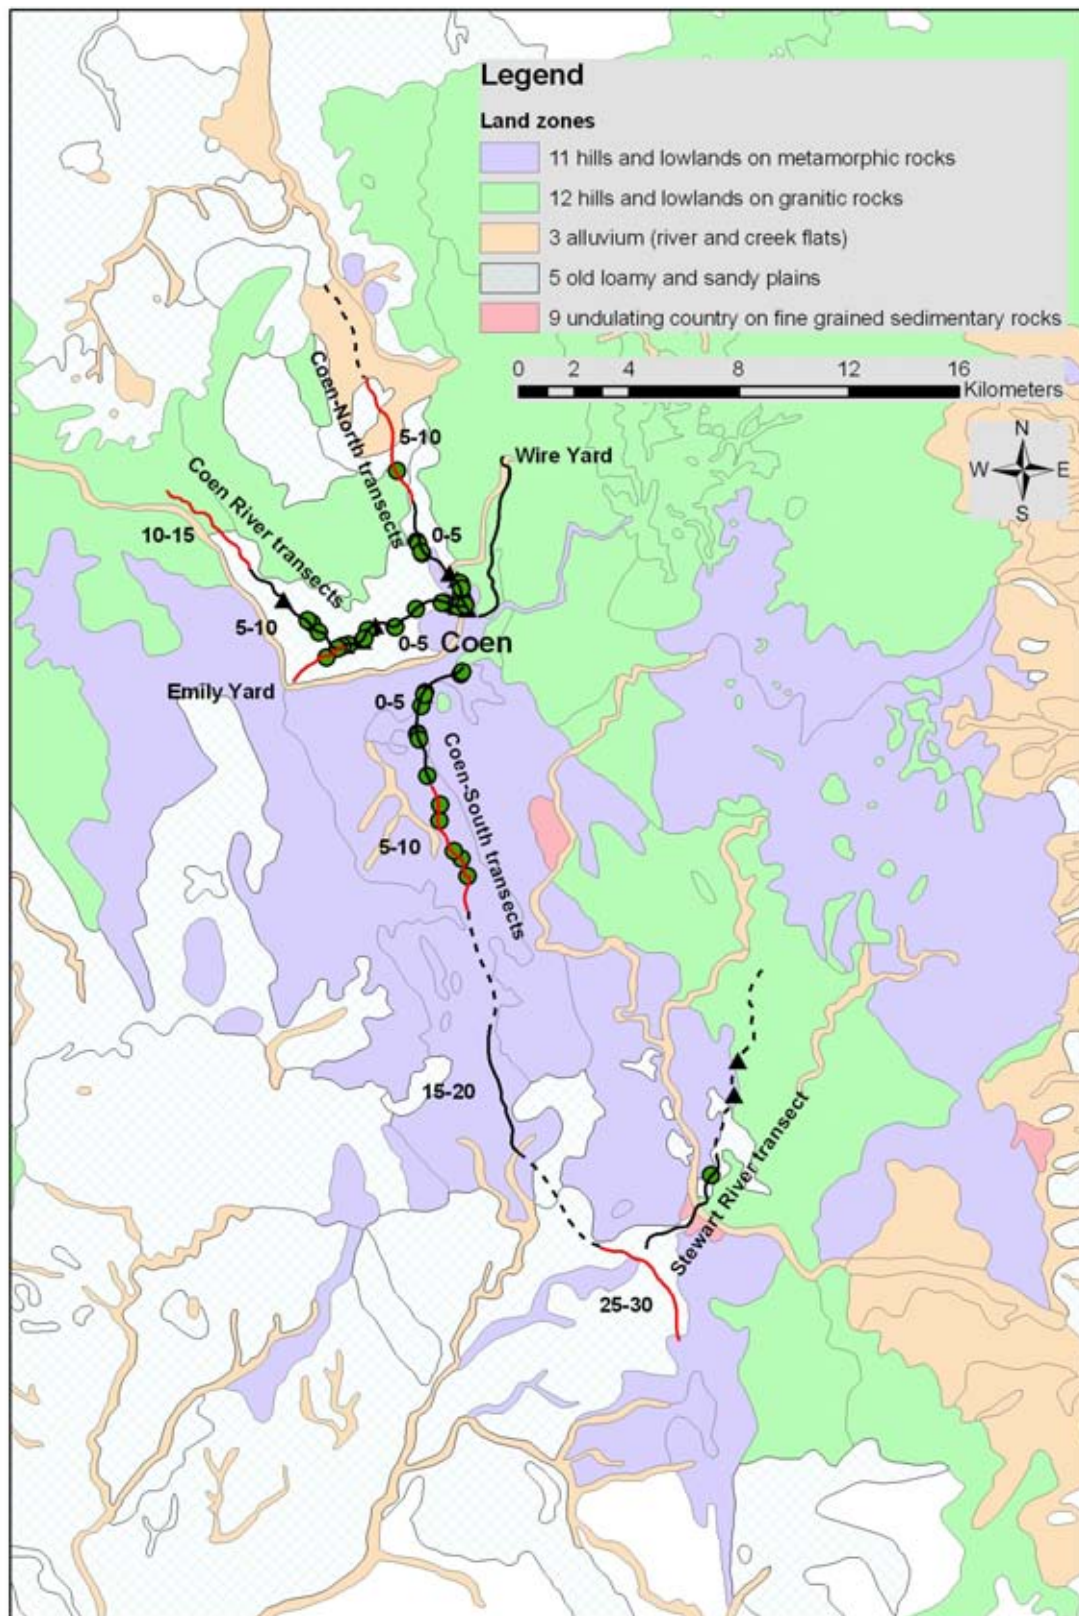 Legend
Land zones
11 hills and lowlands on metamorphic rocks
12 hills and lowlands on granitic rocks
3 alluvium (river and creek flats)
5 old loamy and sandy plains
9 undulating country on fine grained sedimentary rocks
0 4 8 12 16
Kilometers
N
W E
S
Coen-North transects
5-10
Wire Yard
Coen River transects
10-15
0-5
5-10
0-5
Coen
Emily Yard
0-5
Coen-South transects
5-10
15-20
Stewart River transect
25-30